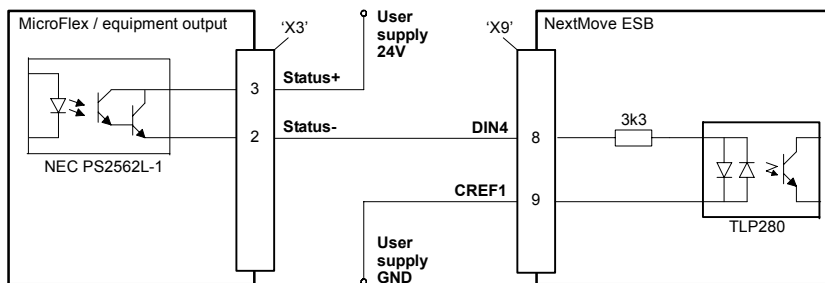 MicroFlex / equipment output
‘X3’
User
supply
24V
‘X9’
NextMove ESB
3
Status+
2
Status-
DIN4
8
3k3
NEC PS2562L-1
CREF1
9
TLP280
User
supply
GND